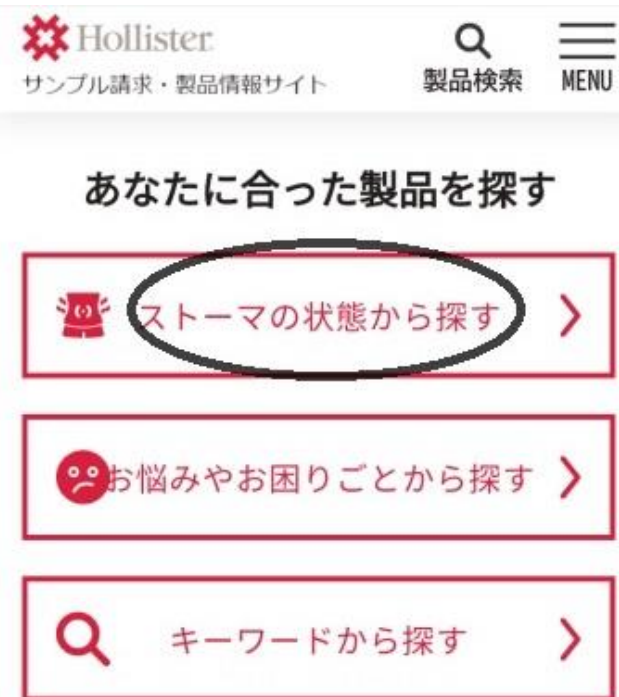 Hollister
サンプル請求・製品情報サイト
製品検索
MENU
あなたに合った製品を探す
ストーマの状態から探す
お悩みやお困りごとから探す
キーワードから探す